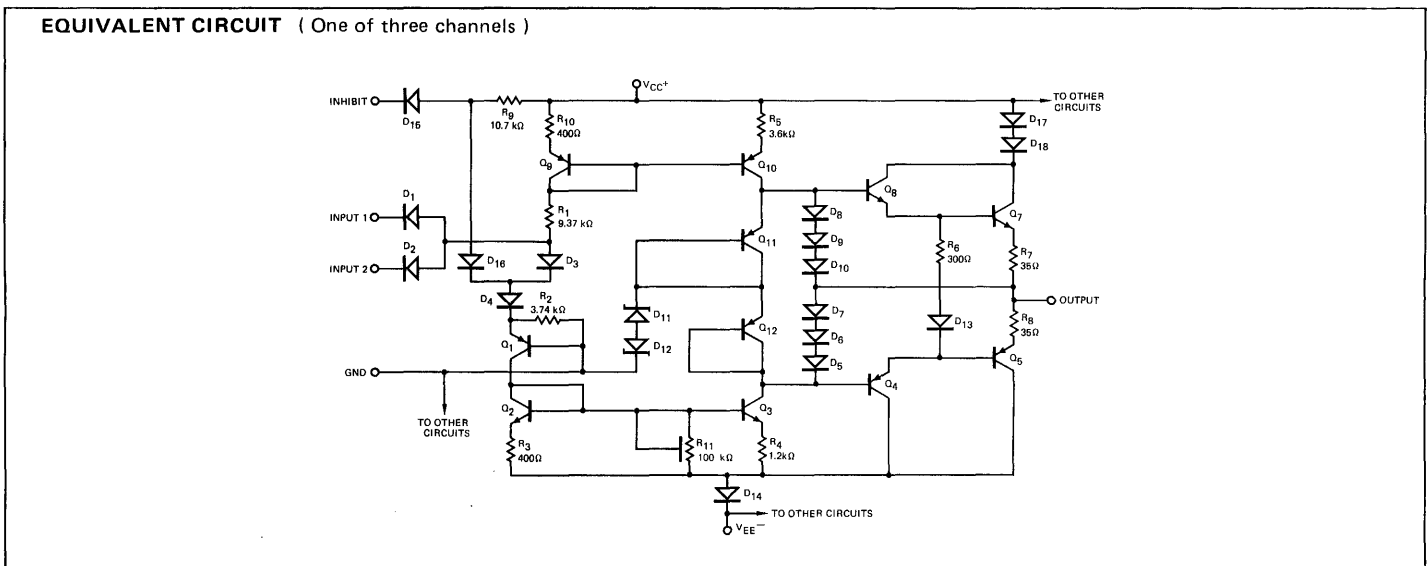 EQUIVALENT CIRCUIT ( One of three channels )
VCC+
INHIBIT
D16
R9
10.7 kΩ
R10
400Ω
R5
3.6kΩ
TO OTHER
CIRCUITS
D17
D18
Q9
Q10
Q8
Q7
D1
INPUT 1
R1
9.37 kΩ
D8
D9
D10
Q11
R6
300Ω
R7
35Ω
D2
INPUT 2
D16
D3
D4
R2
3.74 kΩ
D11
D12
Q12
D7
D6
D5
D13
OUTPUT
R8
35Ω
Q1
Q5
GND
Q4
TO OTHER
CIRCUITS
Q2
Q3
R3
400Ω
R11
100 kΩ
R4
1.2kΩ
D14
TO OTHER CIRCUITS
VEE−